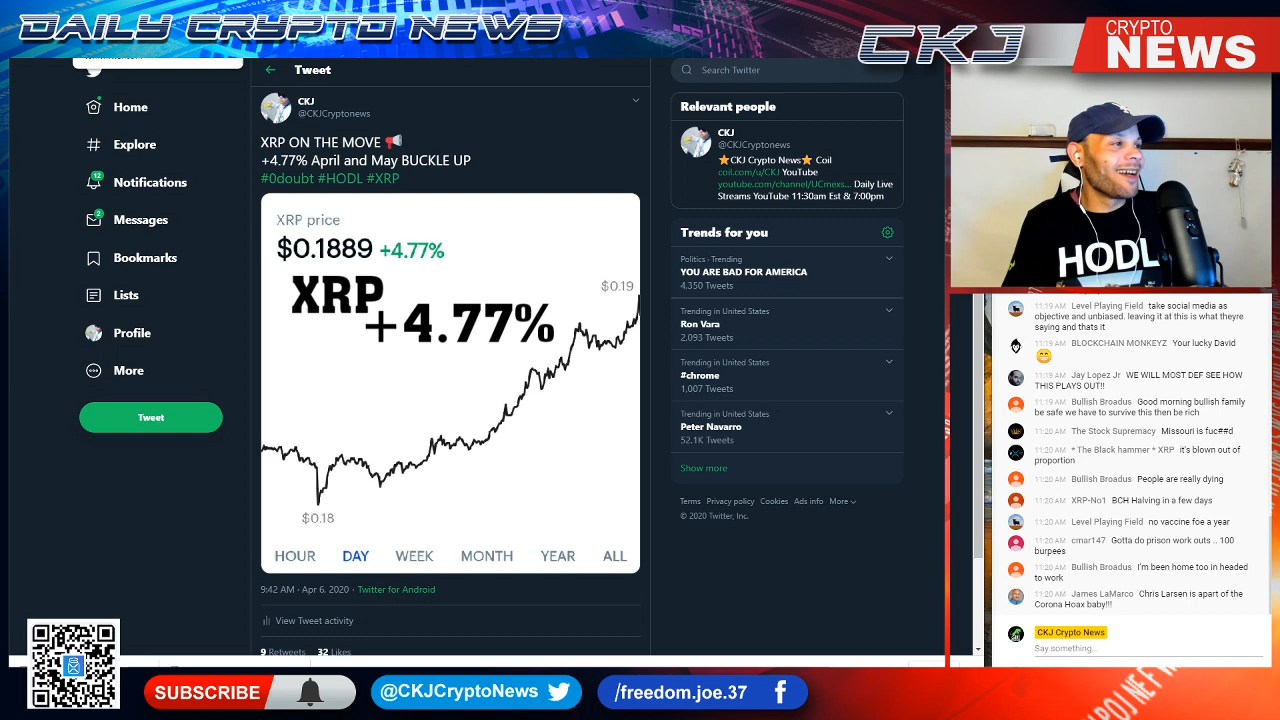 DAILY CRYPTO NEWS
CKJ
CRYPTO
NEWS
Home
Explore
12
Notifications
2
Messages
Bookmarks
Lists
Profile
More
Tweet
Tweet
CKJ
@CKJCryptonews
XRP ON THE MOVE
+4.77% April and May BUCKLE UP
#0doubt #HODL #XRP
XRP price
$0.1889 +4.77%
XRP
+4.77%
$0.19
$0.18
HOUR DAY WEEK MONTH YEAR ALL
9:42 AM · Apr 6, 2020 · Twitter for Android
View Tweet activity
9 Retweets 32 Likes
Search Twitter
Relevant people
CKJ
@CKJCryptonews
⭐CKJ Crypto News⭐ Coil
coil.com/u/CKJ YouTube
youtube.com/channel/UCmexs... Daily Live
Streams YouTube 11:30am Est & 7:00pm
Trends for you
Politics · Trending
YOU ARE BAD FOR AMERICA
4,350 Tweets
Trending in United States
Ron Vara
2,093 Tweets
Trending in United States
#chrome
1,007 Tweets
Trending in United States
Peter Navarro
52.1K Tweets
Show more
Terms Privacy policy Cookies Ads info More
© 2020 Twitter, Inc.
HODL
11:19 AM Level Playing Field take social media as
objective and unbiased. leaving it at this is what theyre
saying and thats it
11:19 AM BLOCKCHAIN MONKEYZ Your lucky David
😁
11:19 AM Jay Lopez Jr WE WILL MOST DEF SEE HOW
THIS PLAYS OUT!!
11:19 AM Bullish Broadus Good morning bullish family
be safe we have to survive this then be rich
11:20 AM The Stock Supremacy Missouri is fuc##d
11:20 AM * The Black hammer * XRP it's blown out of
proportion
11:20 AM Bullish Broadus People are really dying
11:20 AM XRP-No1 BCH Halving in a few days
11:20 AM Level Playing Field no vaccine foe a year
11:20 AM cmar147 Gotta do prison work outs .. 100
burpees
11:20 AM Bullish Broadus I'm been home too in headed
to work
11:20 AM James LaMarco Chris Larsen is apart of the
Corona Hoax baby!!!
CKJ Crypto News
Say something...
SUBSCRIBE
@CKJCryptoNews
/freedom.joe.37